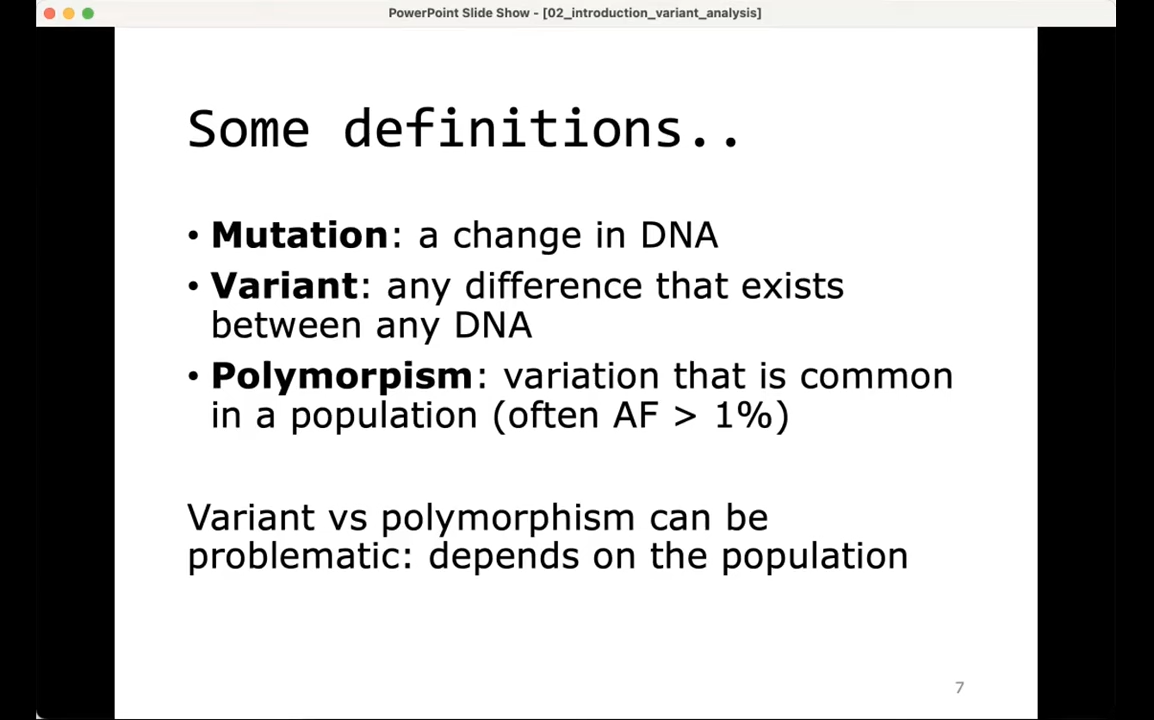 PowerPoint Slide Show - [02_introduction_variant_analysis]
Some definitions..
• Mutation: a change in DNA
• Variant: any difference that exists
between any DNA
• Polymorpism: variation that is common
in a population (often AF > 1%)
Variant vs polymorphism can be
problematic: depends on the population
7